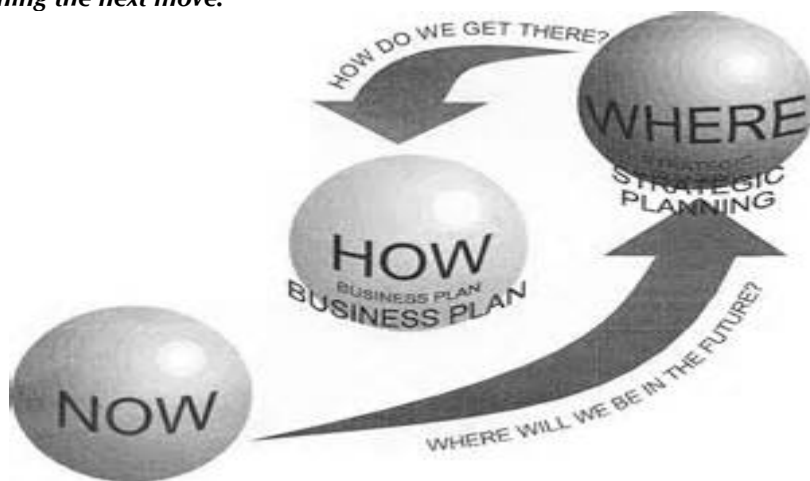 ning the next move.
HOW DO WE GET THERE?
WHERE
STRATEGIC
STRATEGIC
PLANNING
HOW
BUSINESS PLAN
BUSINESS PLAN
NOW
WHERE WILL WE BE IN THE FUTURE?